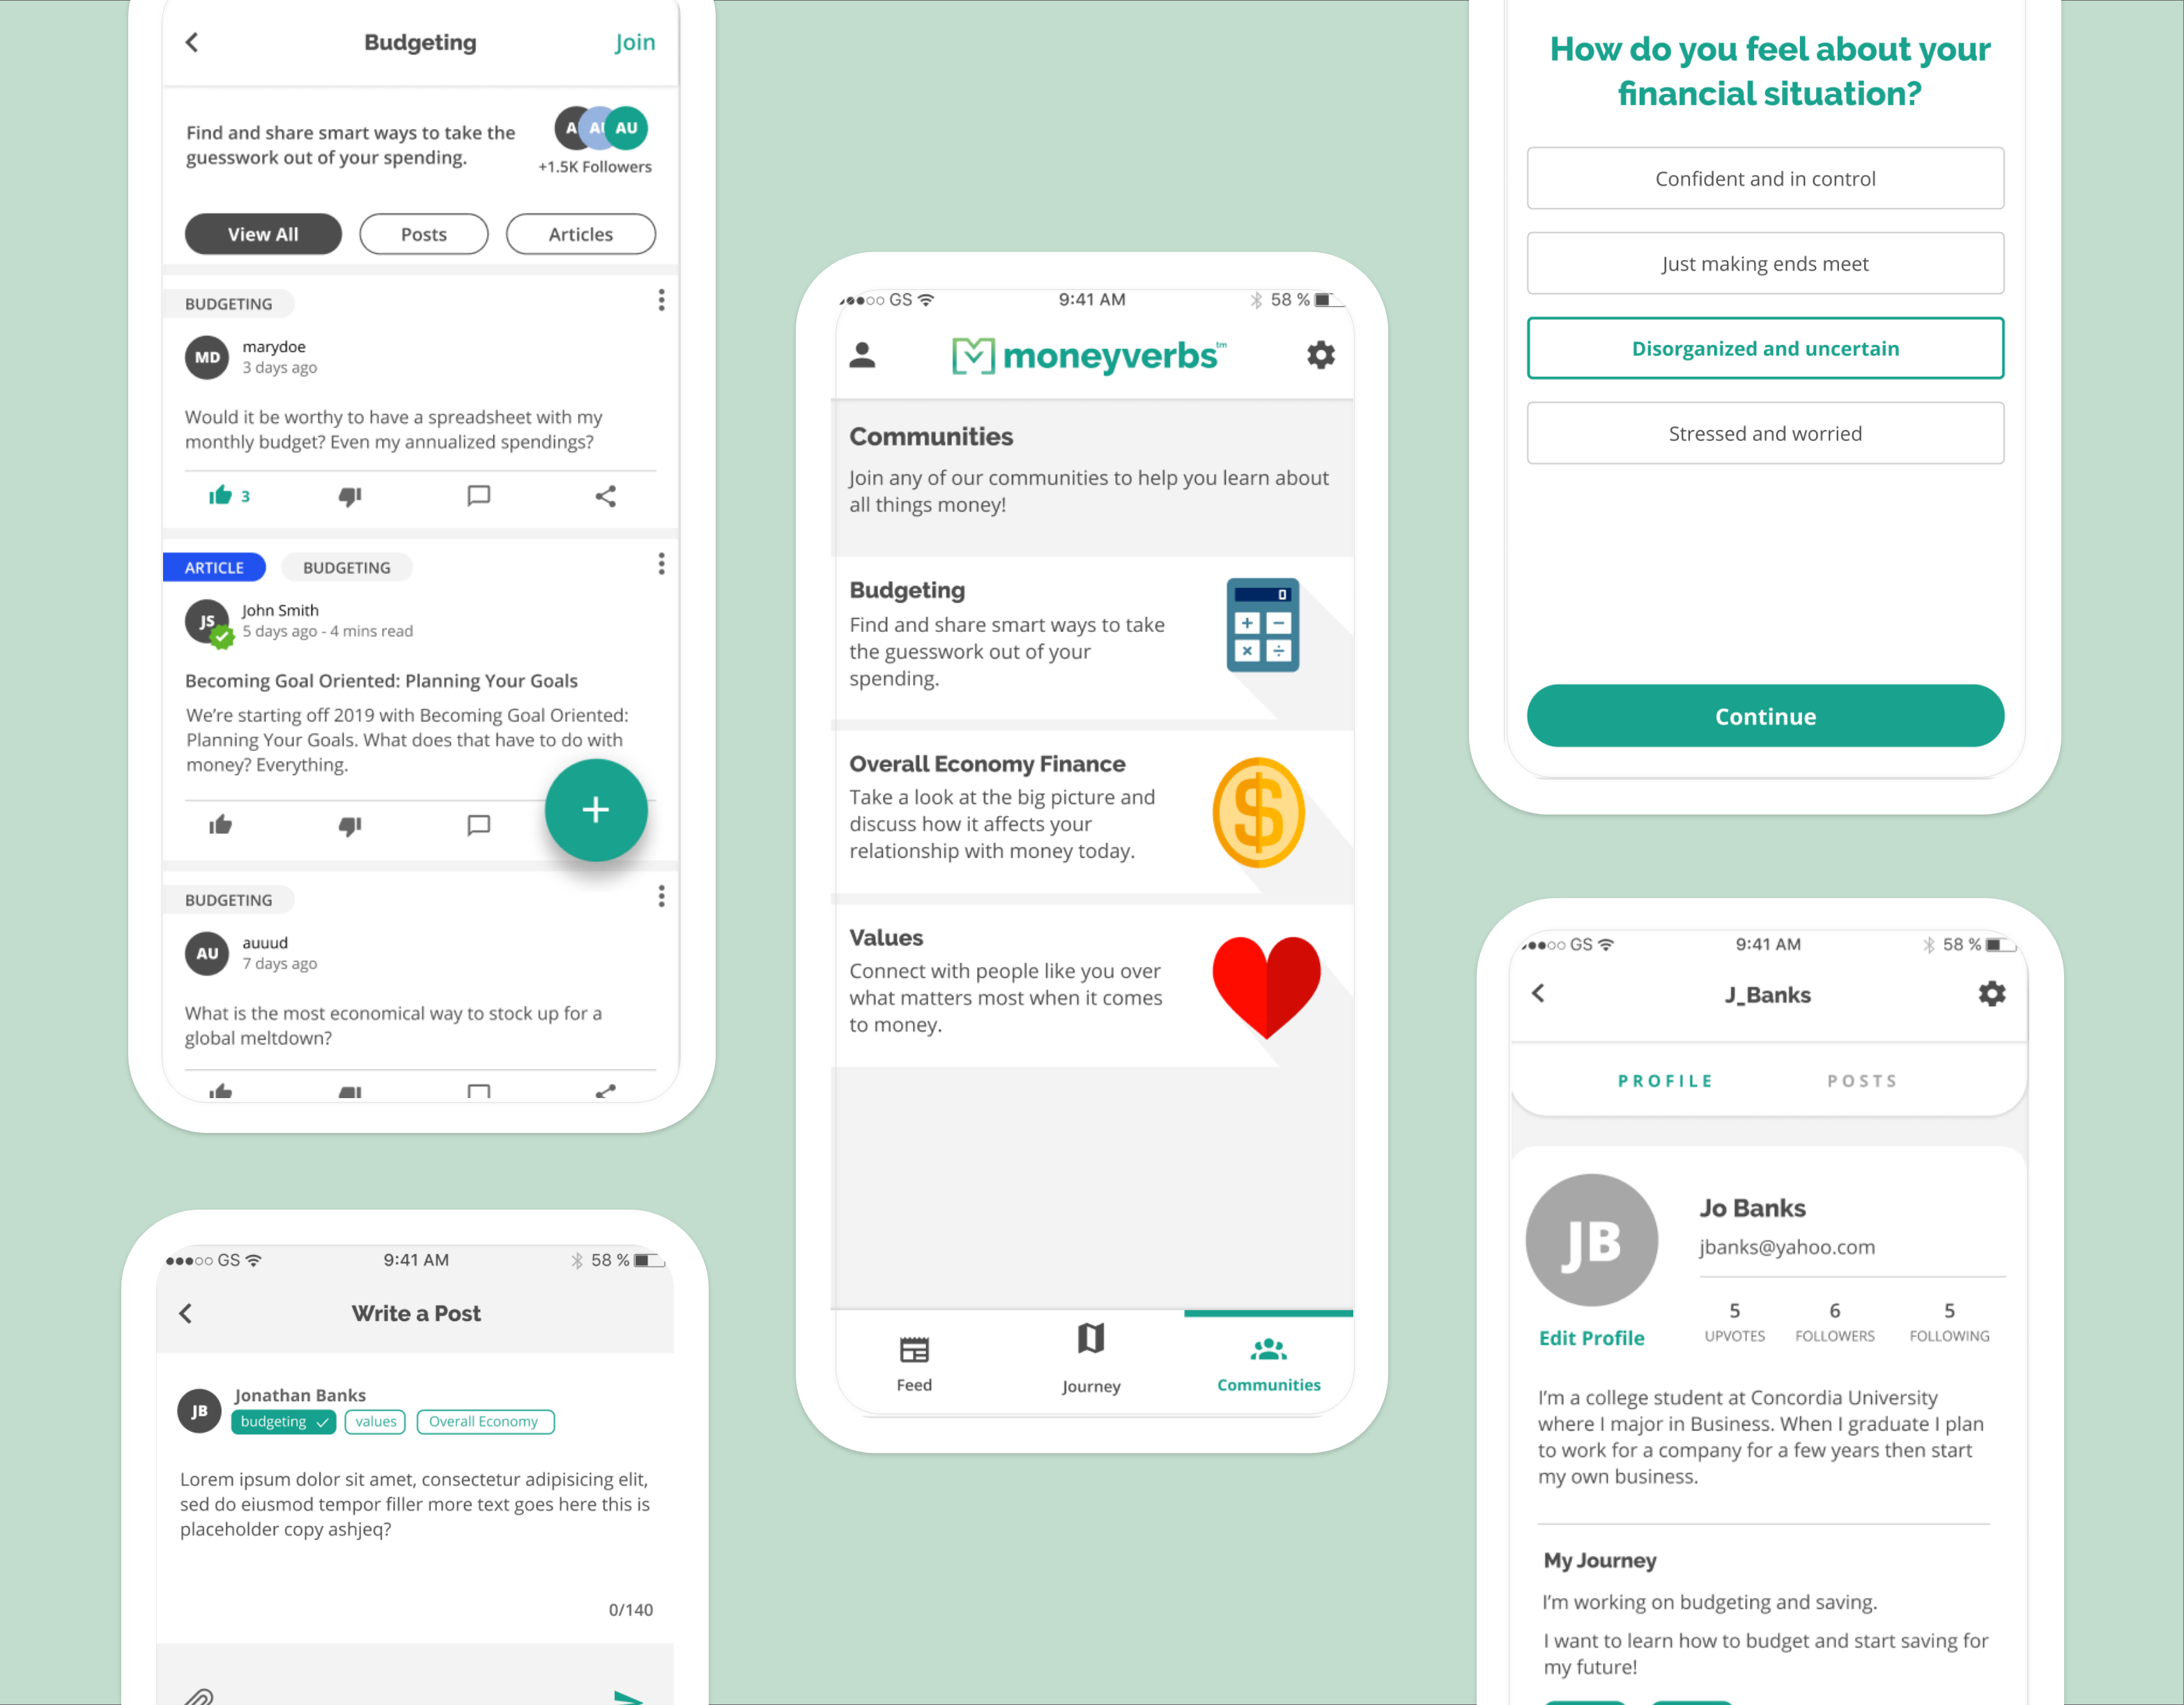 Budgeting
Join
Find and share smart ways to take the
guesswork out of your spending.
A
AU
+1.5K Followers
View All
Posts
Articles
BUDGETING
MD
marydoe
3 days ago
Would it be worthy to have a spreadsheet with my
monthly budget? Even my annualized spendings?
3
ARTICLE
BUDGETING
JS
John Smith
5 days ago - 4 mins read
Becoming Goal Oriented: Planning Your Goals
We're starting off 2019 with Becoming Goal Oriented:
Planning Your Goals. What does that have to do with
money? Everything.
+
BUDGETING
AU
auuud
7 days ago
What is the most economical way to stock up for a
global meltdown?
GS
9:41 AM
58 %
Write a Post
JB
Jonathan Banks
budgeting
values
Overall Economy
Lorem ipsum dolor sit amet, consectetur adipisicing elit,
sed do eiusmod tempor filler more text goes here this is
placeholder copy ashjeq?
0/140
GS
9:41 AM
58 %
moneyverbs™
Communities
Join any of our communities to help you learn about
all things money!
Budgeting
Find and share smart ways to take
the guesswork out of your
spending.
0
+ −
× ÷
Overall Economy Finance
Take a look at the big picture and
discuss how it affects your
relationship with money today.
$
Values
Connect with people like you over
what matters most when it comes
to money.
Feed
Journey
Communities
How do you feel about your
financial situation?
Confident and in control
Just making ends meet
Disorganized and uncertain
Stressed and worried
Continue
GS
9:41 AM
58 %
J_Banks
PROFILE
POSTS
JB
Jo Banks
jbanks@yahoo.com
5
UPVOTES
6
FOLLOWERS
5
FOLLOWING
Edit Profile
I'm a college student at Concordia University
where I major in Business. When I graduate I plan
to work for a company for a few years then start
my own business.
My Journey
I'm working on budgeting and saving.
I want to learn how to budget and start saving for
my future!